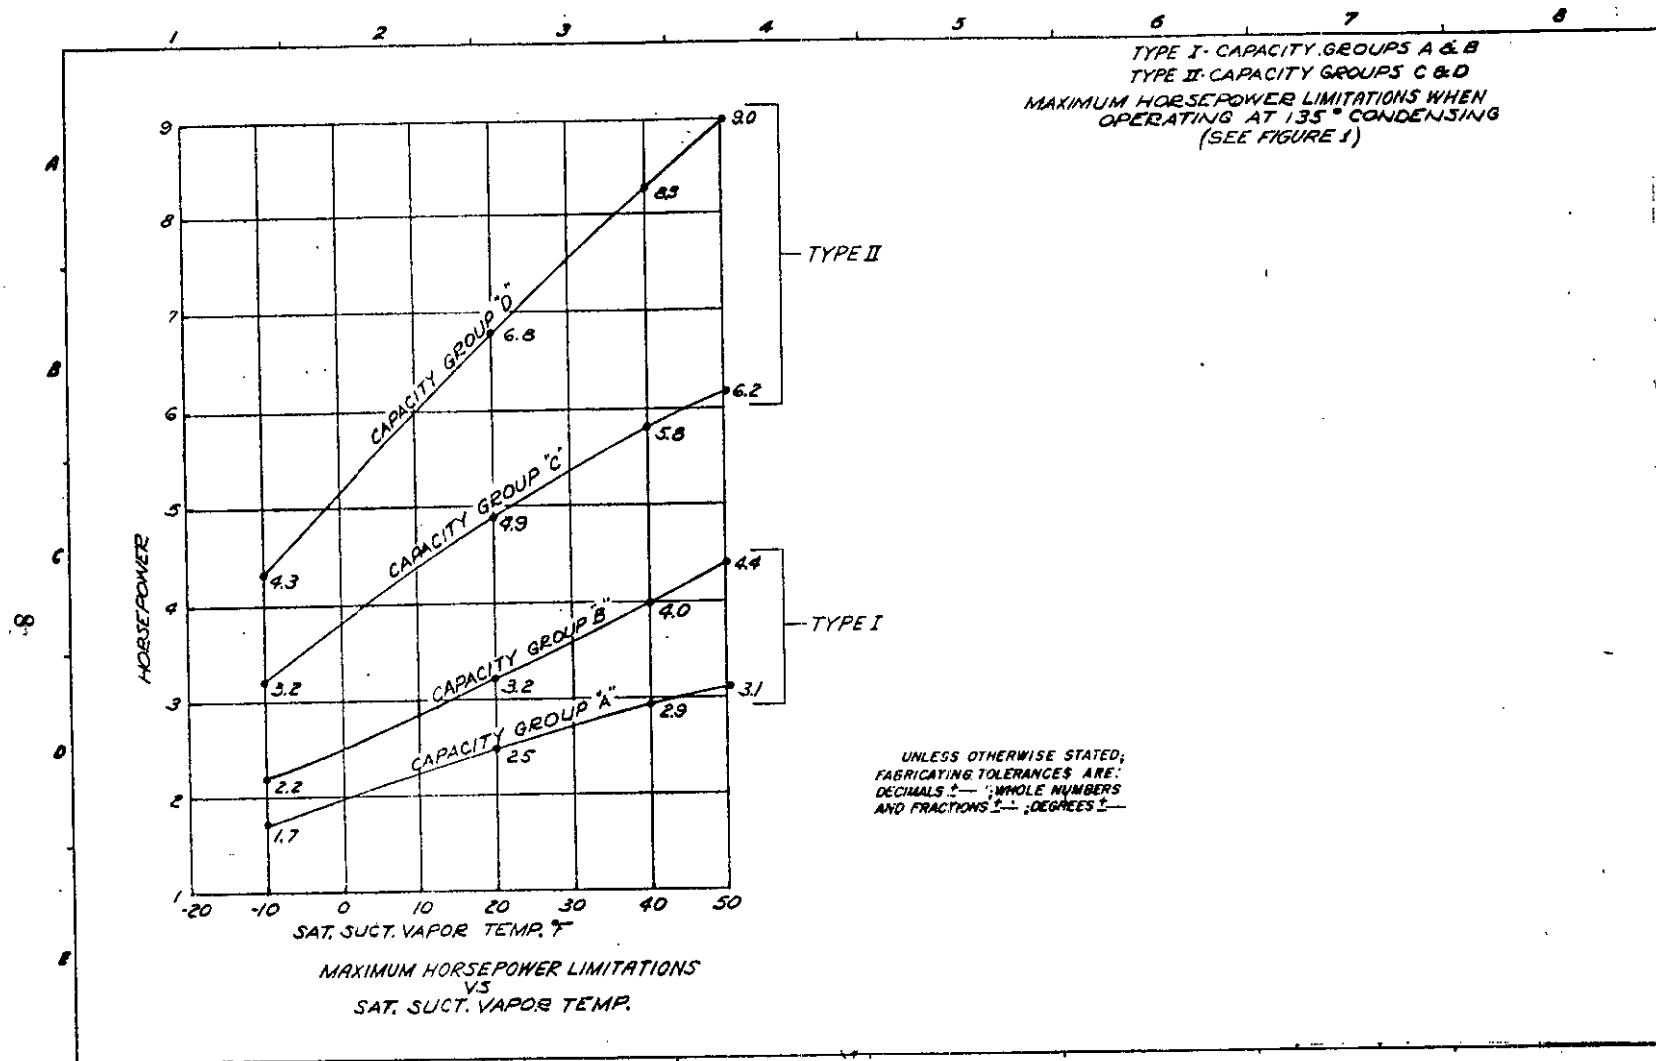 1 2 3 4 5 6 7 8
TYPE I - CAPACITY GROUPS A & B
TYPE II - CAPACITY GROUPS C & D
MAXIMUM HORSEPOWER LIMITATIONS WHEN
OPERATING AT 135° CONDENSING
(SEE FIGURE 1)
A
B
C
D
E
8
HORSEPOWER
9
8
7
6
5
4
3
2
1
-20 -10 0 10 20 30 40 50
SAT. SUCT. VAPOR TEMP. °F
CAPACITY GROUP "D"
4.3 6.8 8.3 9.0
CAPACITY GROUP "C"
3.2 4.9 5.8 6.2
CAPACITY GROUP "B"
2.2 3.2 4.0 4.4
CAPACITY GROUP "A"
1.7 2.5 2.9 3.1
TYPE II
TYPE I
MAXIMUM HORSEPOWER LIMITATIONS
VS
SAT. SUCT. VAPOR TEMP.
UNLESS OTHERWISE STATED;
FABRICATING TOLERANCES ARE:
DECIMALS ±— ; WHOLE NUMBERS
AND FRACTIONS ±— ; DEGREES ±—